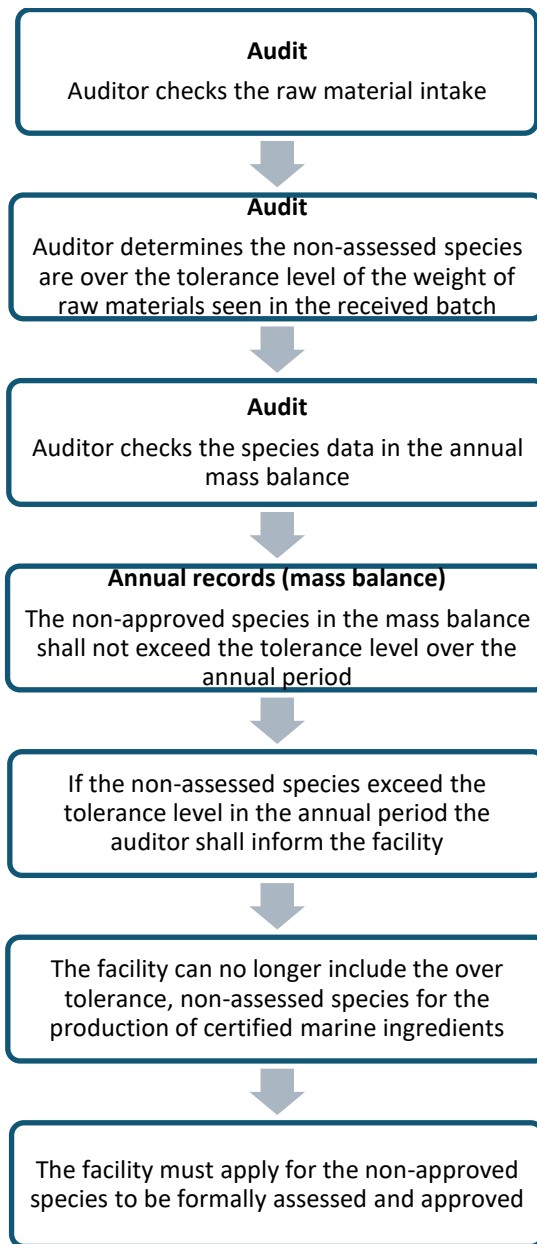 Audit
Auditor checks the raw material intake
Audit
Auditor determines the non-assessed species
are over the tolerance level of the weight of
raw materials seen in the received batch
Audit
Auditor checks the species data in the annual
mass balance
Annual records (mass balance)
The non-approved species in the mass balance
shall not exceed the tolerance level over the
annual period
If the non-assessed species exceed the
tolerance level in the annual period the
auditor shall inform the facility
The facility can no longer include the over
tolerance, non-assessed species for the
production of certified marine ingredients
The facility must apply for the non-approved
species to be formally assessed and approved